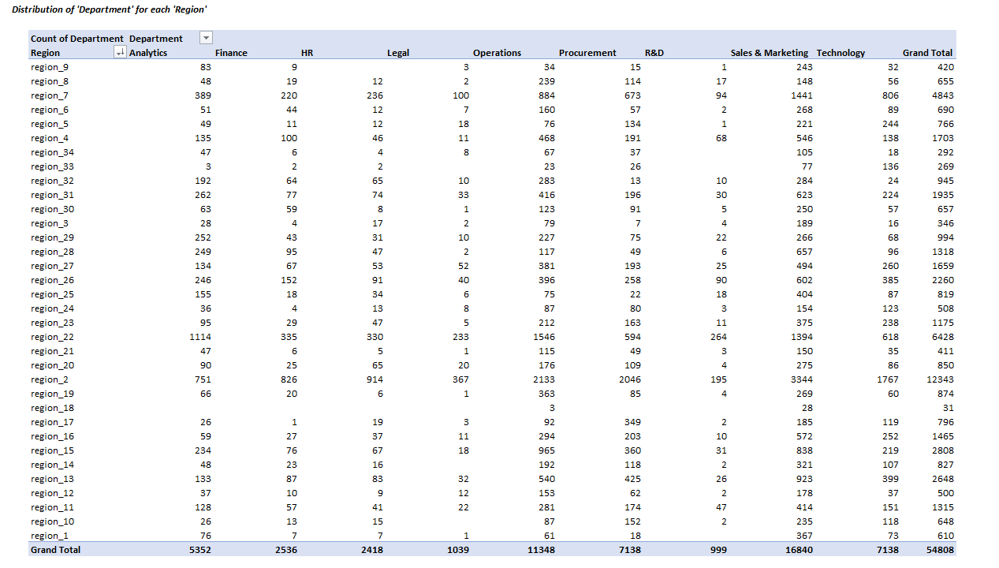 Distribution of 'Department' for each 'Region'
Count of Department Department
Region Analytics Finance HR Legal Operations Procurement R&D Sales & Marketing Technology Grand Total
region_9 83 9 3 34 15 1 243 32 420
region_8 48 19 12 2 239 114 17 148 56 655
region_7 389 220 236 100 884 673 94 1441 806 4843
region_6 51 44 12 7 160 57 2 268 89 690
region_5 49 11 12 18 76 134 1 221 244 766
region_4 135 100 46 11 468 191 68 546 138 1703
region_34 47 6 4 8 67 37 105 18 292
region_33 3 2 2 23 26 77 136 269
region_32 192 64 65 10 283 13 10 284 24 945
region_31 262 77 74 33 416 196 30 623 224 1935
region_30 63 59 8 1 123 91 5 250 57 657
region_3 28 4 17 2 79 7 4 189 16 346
region_29 252 43 31 10 227 75 22 266 68 994
region_28 249 95 47 2 117 49 6 657 96 1318
region_27 134 67 53 52 381 193 25 494 260 1659
region_26 246 152 91 40 396 258 90 602 385 2260
region_25 155 18 34 6 75 22 18 404 87 819
region_24 36 4 13 8 87 80 3 154 123 508
region_23 95 29 47 5 212 163 11 375 238 1175
region_22 1114 335 330 233 1546 594 264 1394 618 6428
region_21 47 6 5 1 115 49 3 150 35 411
region_20 90 25 65 20 176 109 4 275 86 850
region_2 751 826 914 367 2133 2046 195 3344 1767 12343
region_19 66 20 6 1 363 85 4 269 60 874
region_18 3 28 31
region_17 26 1 19 3 92 349 2 185 119 796
region_16 59 27 37 11 294 203 10 572 252 1465
region_15 234 76 67 18 965 360 31 838 219 2808
region_14 48 23 16 192 118 2 321 107 827
region_13 133 87 83 32 540 425 26 923 399 2648
region_12 37 10 9 12 153 62 2 178 37 500
region_11 128 57 41 22 281 174 47 414 151 1315
region_10 26 13 15 87 152 2 235 118 648
region_1 76 7 7 1 61 18 367 73 610
Grand Total 5352 2536 2418 1039 11348 7138 999 16840 7138 54808